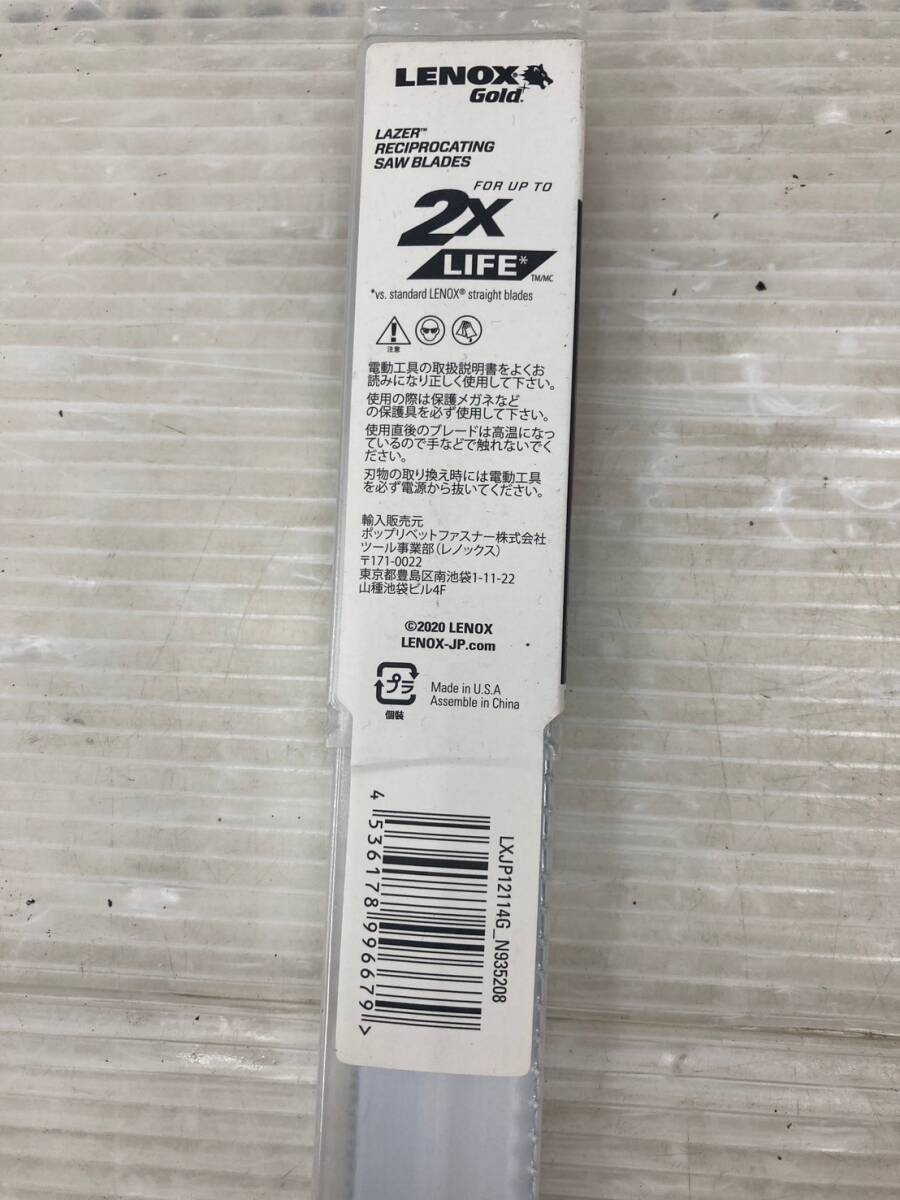 LENOX®
Gold®
LAZER™
RECIPROCATING
SAW BLADES
FOR UP TO
2X
LIFE*
TM/MC
*vs. standard LENOX® straight blades
注意
電動工具の取扱説明書をよくお
読みになり正しく使用して下さい。
使用の際は保護メガネなど
の保護具を必ず使用して下さい。
使用直後のブレードは高温になっ
ているので手などで触れないでく
ださい。
刃物の取り換え時には電動工具
を必ず電源から抜いてください。
輸入販売元
ポップリベットファスナー株式会社
ツール事業部(レノックス)
〒171-0022
東京都豊島区南池袋1-11-22
山種池袋ビル4F
©2020 LENOX
LENOX-JP.com
プラ
個装
Made in U.S.A
Assemble in China
4 536178 996679 >
LXJP12114G_N935208